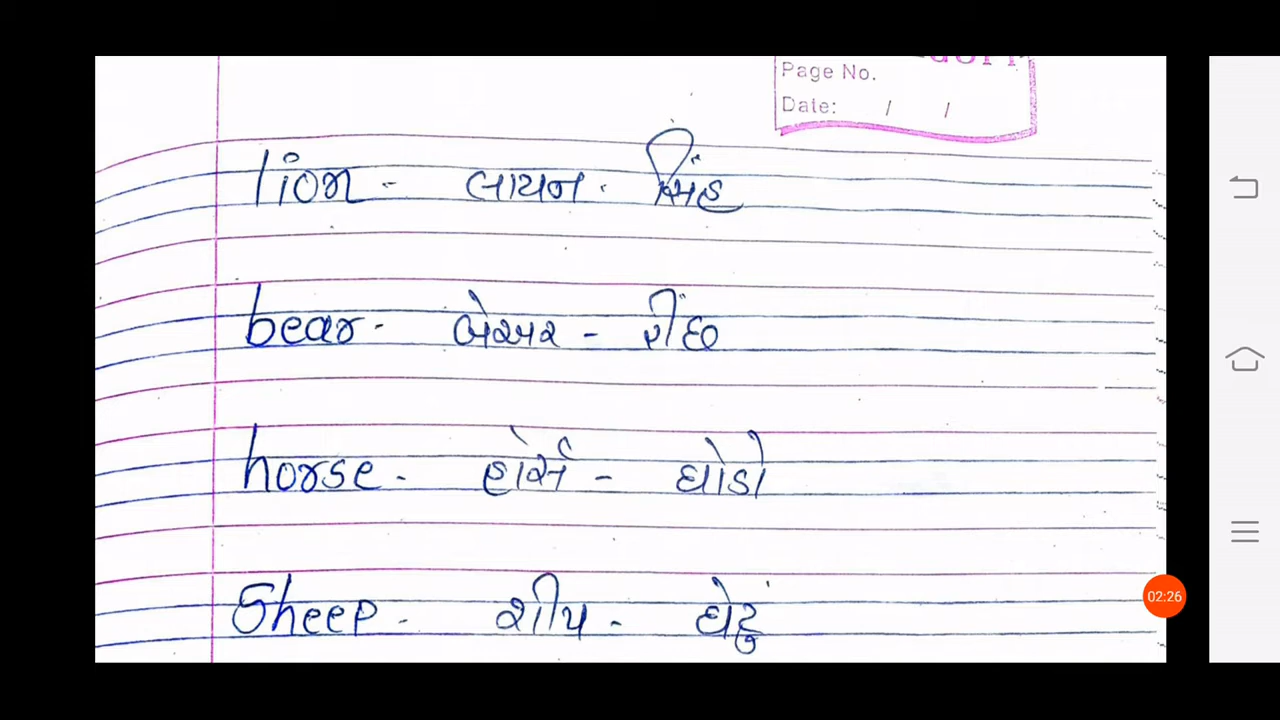 Page No.
Date: / /
lion - લાયન - સિંહ
bear - બેઅર - રીંછ
horse - હોર્સ - ઘોડો
Sheep - શીપ - ઘેટું
02:26